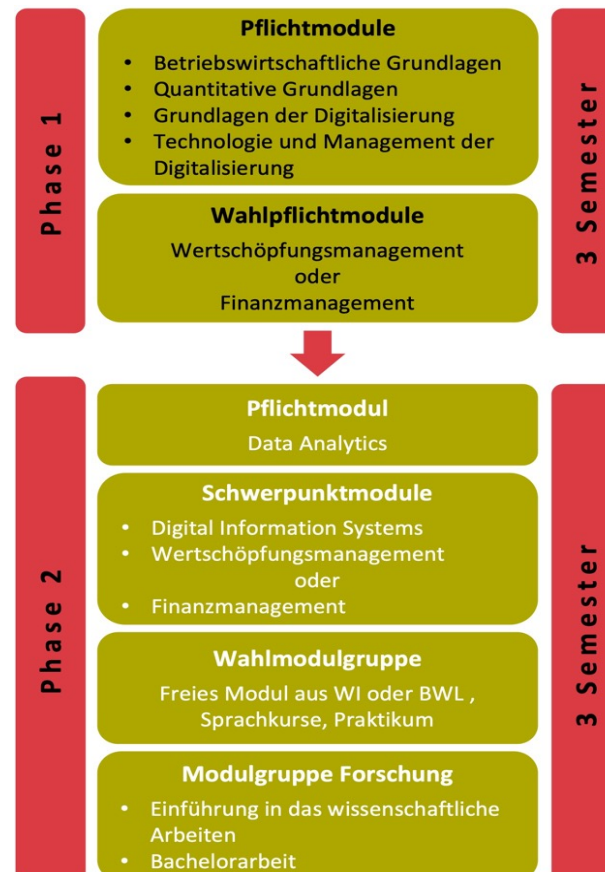 Phase 1
Pflichtmodule
• Betriebswirtschaftliche Grundlagen
• Quantitative Grundlagen
• Grundlagen der Digitalisierung
• Technologie und Management der
Digitalisierung
Wahlpflichtmodule
Wertschöpfungsmanagement
oder
Finanzmanagement
3 Semester
Phase 2
Pflichtmodul
Data Analytics
Schwerpunktmodule
• Digital Information Systems
• Wertschöpfungsmanagement
oder
• Finanzmanagement
Wahlmodulgruppe
Freies Modul aus WI oder BWL ,
Sprachkurse, Praktikum
Modulgruppe Forschung
• Einführung in das wissenschaftliche
Arbeiten
• Bachelorarbeit
3 Semester